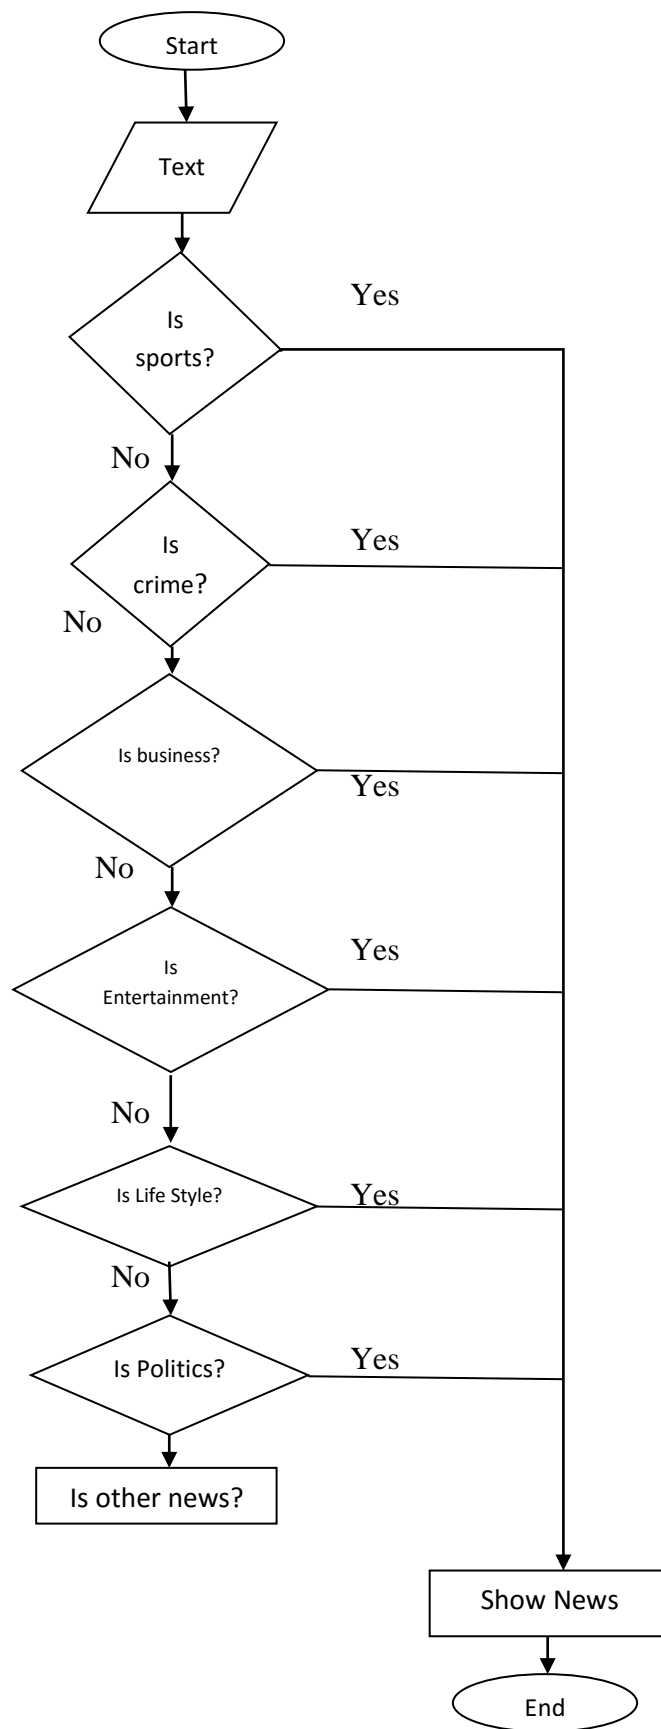 Start
Text
Yes
Is
sports?
No
Yes
Is
crime?
No
Is business?
Yes
No
Yes
Is
Entertainment?
No
Is Life Style?
Yes
No
Yes
Is Politics?
Is other news?
Show News
End